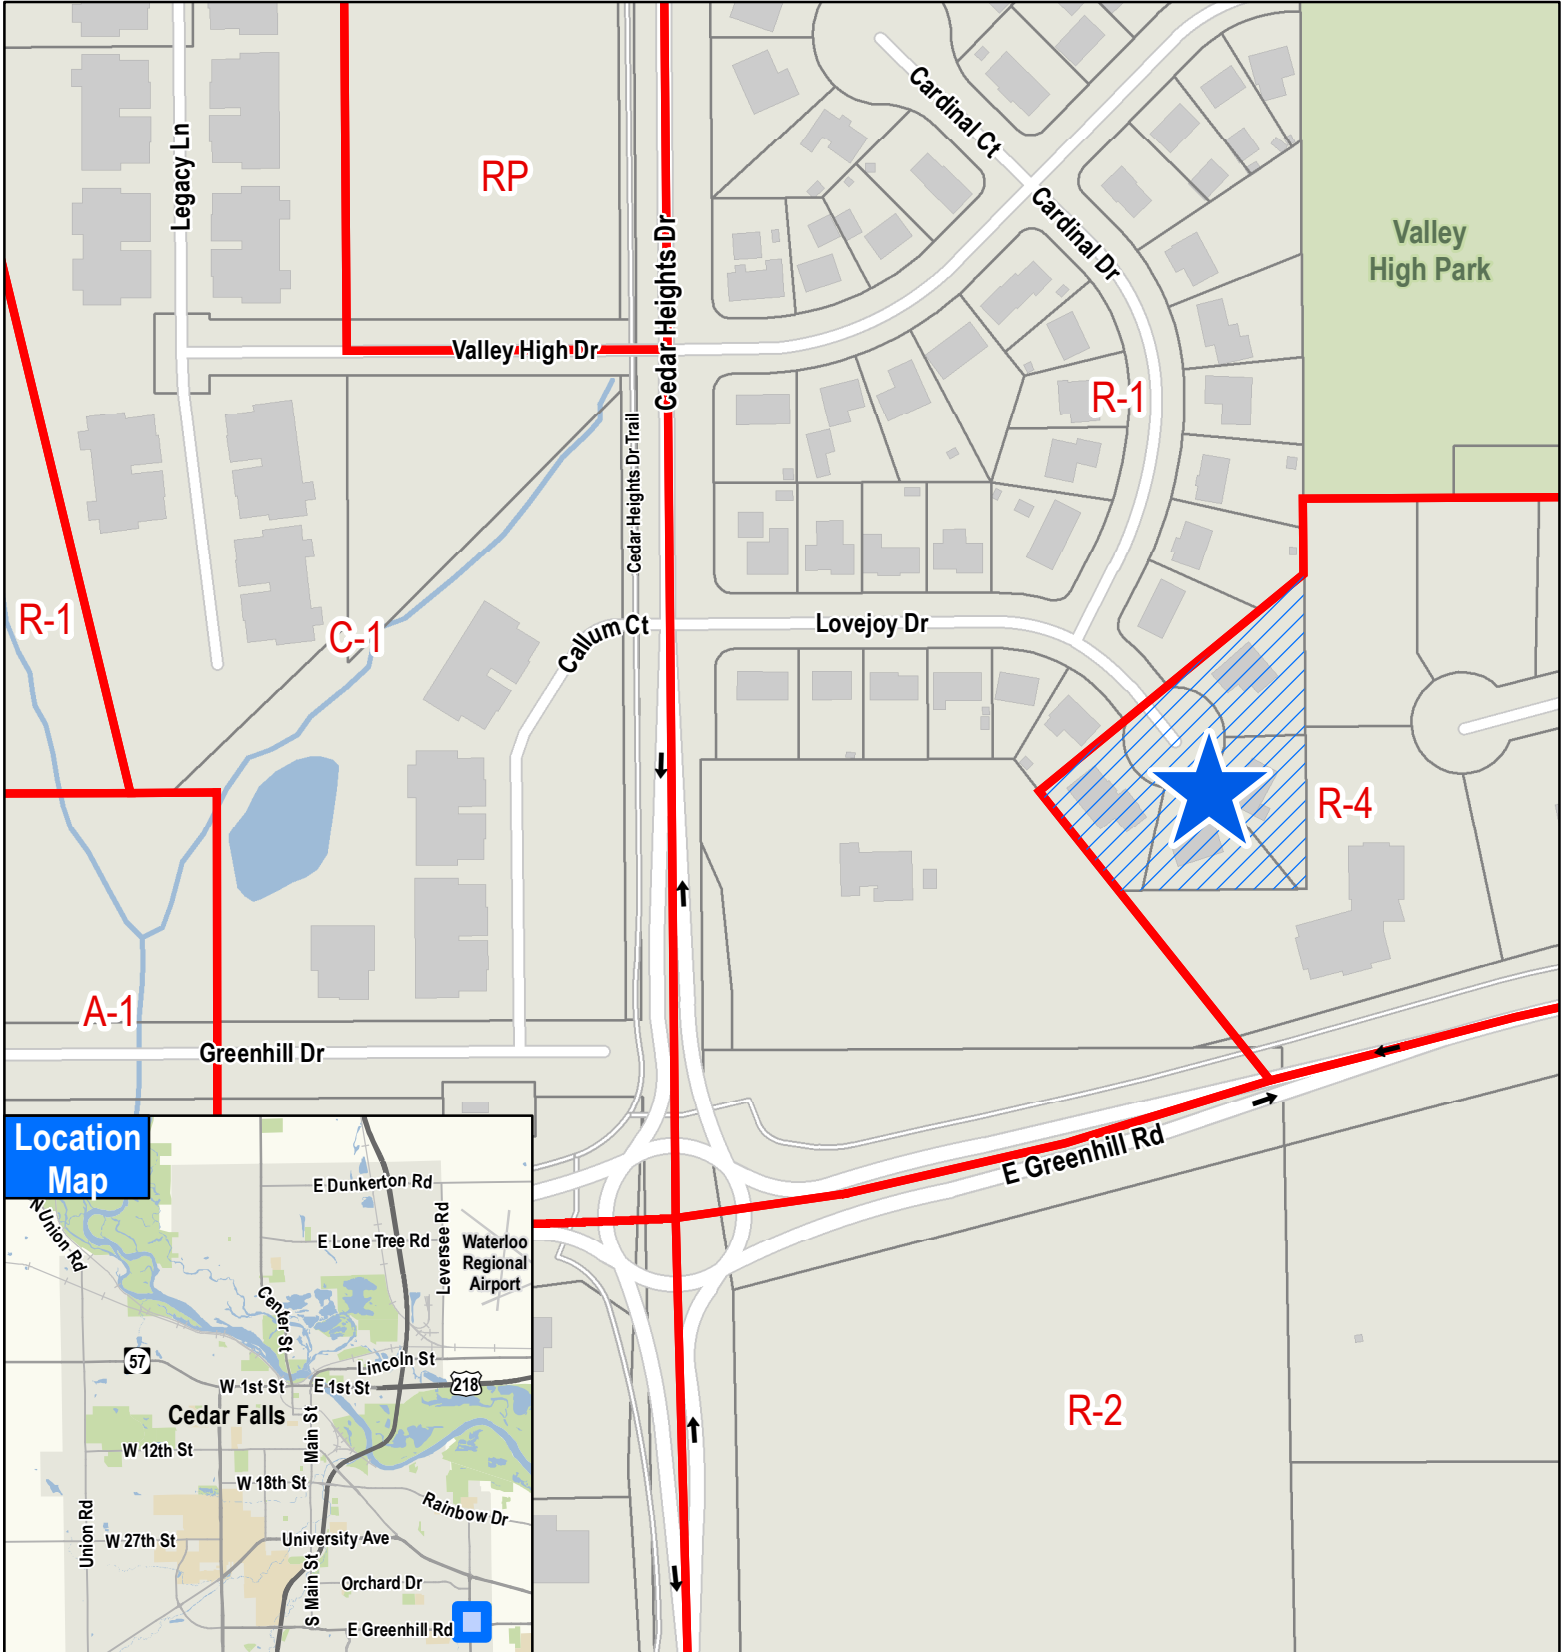 Cardinal Ct
Legacy Ln
RP
Cardinal Dr
Valley
High Park
Cedar Heights Dr
Valley High Dr
R-1
Cedar Heights Dr Trail
R-1
C-1
Callum Ct
Lovejoy Dr
R-4
A-1
Greenhill Dr
E Greenhill Rd
R-2
Location
Map
N Union Rd
E Dunkerton Rd
E Lone Tree Rd
Leversee Rd
Waterloo
Regional
Airport
Center St
57
Lincoln St
W 1st St
E 1st St
218
Cedar Falls
Main St
W 12th St
W 18th St
Rainbow Dr
Union Rd
W 27th St
University Ave
S Main St
Orchard Dr
E Greenhill Rd